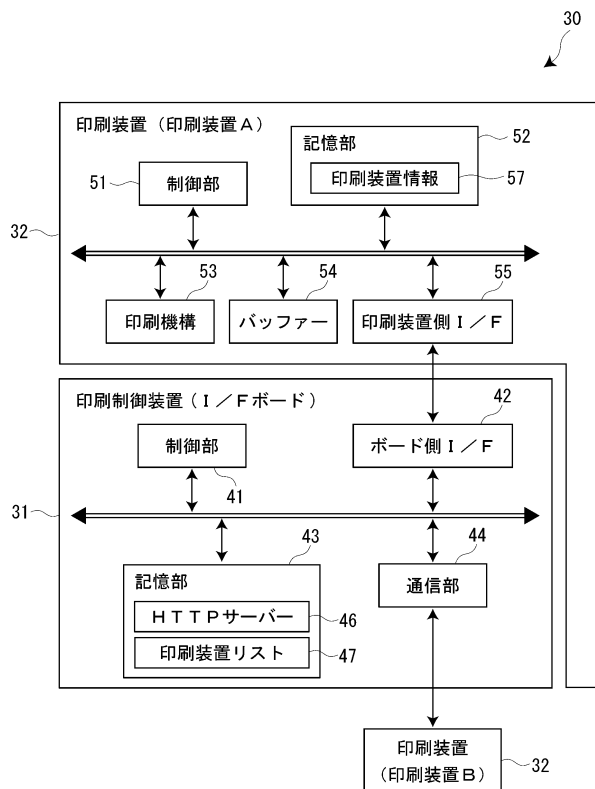 30
印刷装置(印刷装置A)
52
記憶部
51
制御部
印刷装置情報
57
32
53
54
55
印刷機構
バッファー
印刷装置側I/F
印刷制御装置(I/Fボード)
42
制御部
ボード側I/F
41
31
43
44
記憶部
通信部
HTTPサーバー
46
印刷装置リスト
47
印刷装置
(印刷装置B)
32